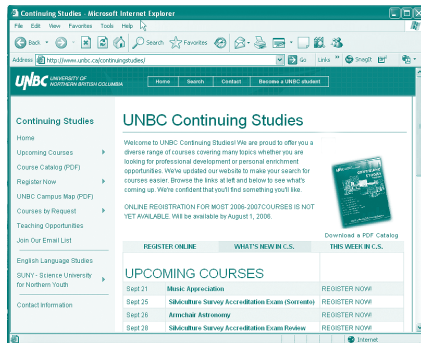 Continuing Studies - Microsoft Internet Explorer
File Edit View Favorites Tools Help
Back Search Favorites
Address http://www.unbc.ca/continuingstudies/ Go Links SnagIt
UNBC UNIVERSITY OF
NORTHERN BRITISH COLUMBIA
Home Search Contact Become a UNBC student
Continuing Studies
Home
Upcoming Courses
Course Catalog (PDF)
Register Now
UNBC Campus Map (PDF)
Courses by Request
Teaching Opportunities
Join Our Email List
English Language Studies
SUNY - Science University
for Northern Youth
Contact Information
UNBC Continuing Studies
Welcome to UNBC Continuing Studies! We are proud to offer you a
diverse range of courses covering many topics whether you are
looking for professional development or personal enrichment
opportunities. We've updated our website to make your search for
courses easier. Browse the links at left and below to see what's
coming up. We're confident that you'll find something you'll like.
ONLINE REGISTRATION FOR MOST 2006-2007COURSES IS NOT
YET AVAILABLE. Will be available by August 1, 2006.
Download a PDF Catalog
REGISTER ONLINE WHAT'S NEW IN C.S. THIS WEEK IN C.S.
UPCOMING COURSES
Sept 21 Music Appreciation REGISTER NOW!
Sept 25 Silviculture Survey Accreditation Exam (Sorrento) REGISTER NOW!
Sept 26 Armchair Astronomy REGISTER NOW!
Sept 28 Silviculture Survey Accreditation Exam Review REGISTER NOW!
Internet